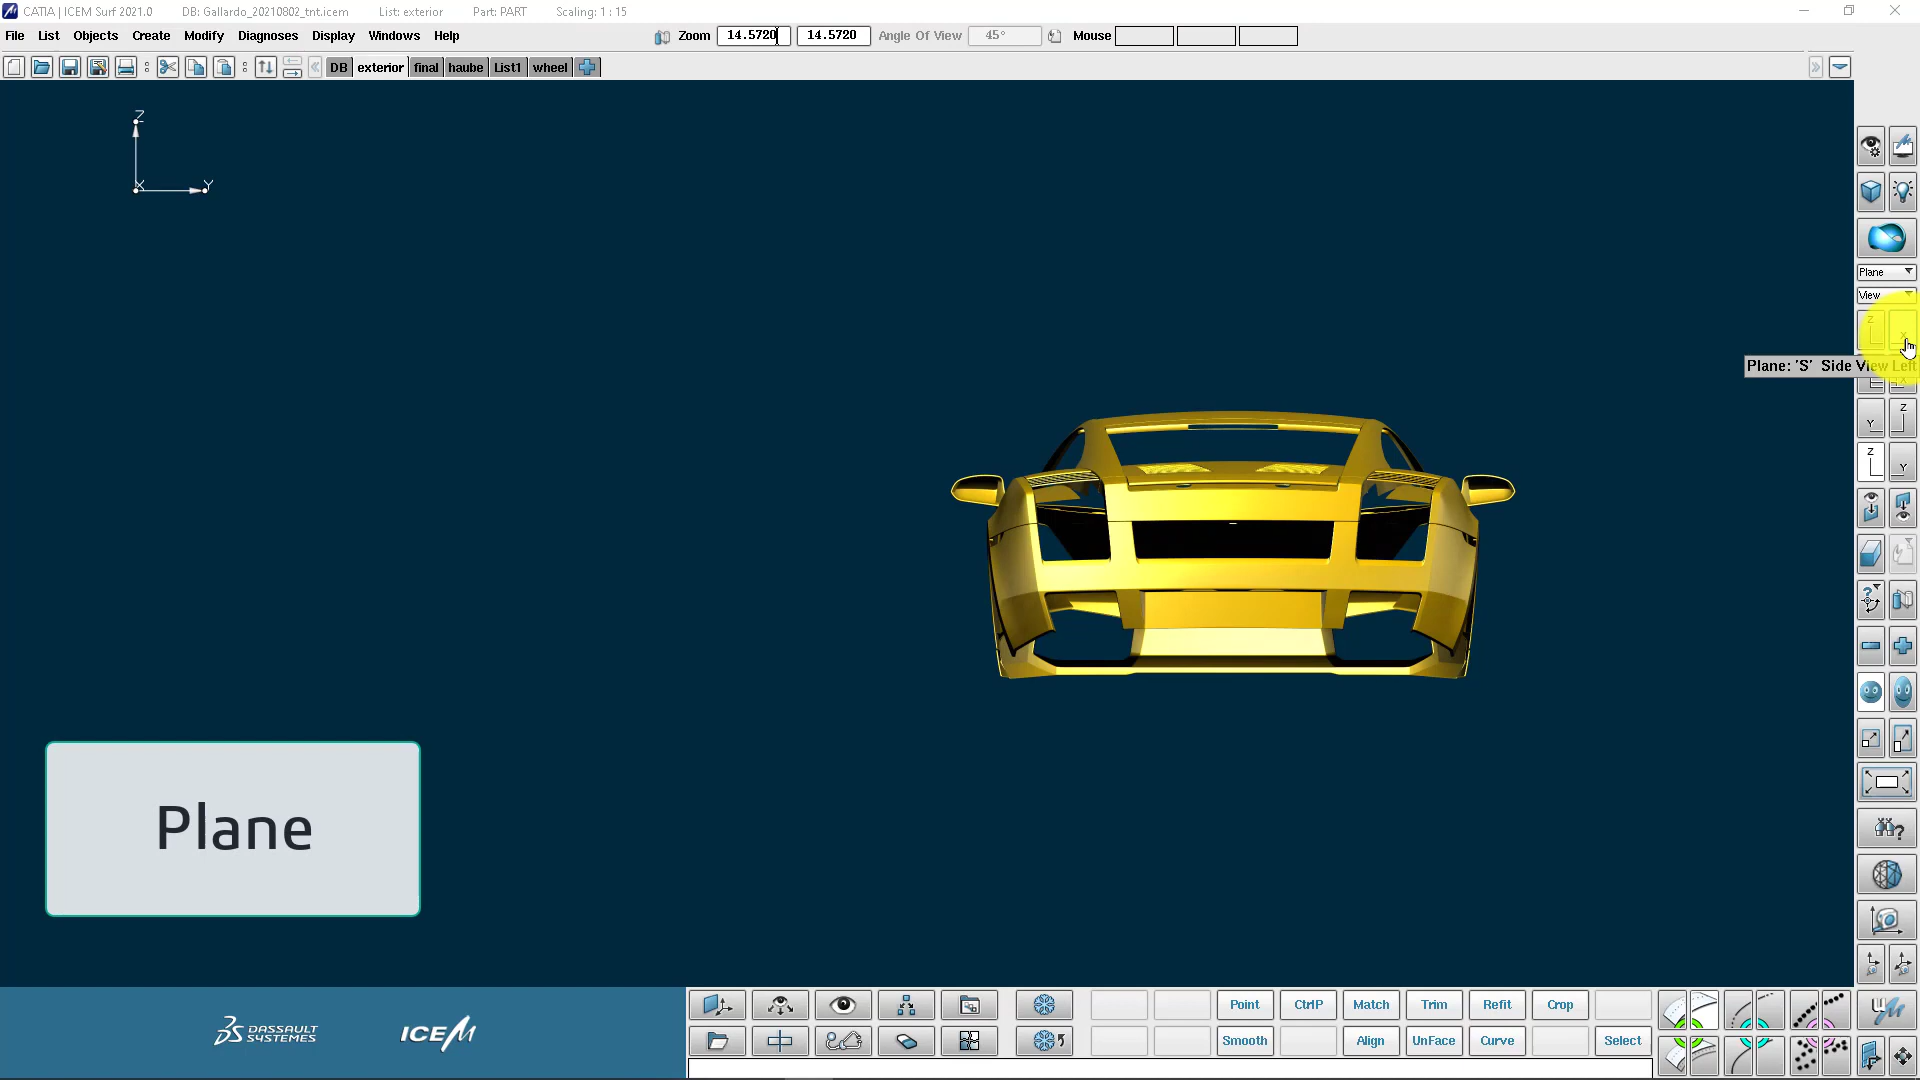 CATIA | ICEM Surf 2021.0 DB: Gallardo_20210802_tnt.icem List: exterior Part: PART Scaling: 1 : 15
File List Objects Create Modify Diagnoses Display Windows Help Zoom 14.5720 14.5720 Angle Of View 45° Mouse
DB exterior final haube List1 wheel
Z
X Y
Plane
View
Z X
Plane: 'S' Side View Left
Y Z
Z Y
Plane
DASSAULT SYSTEMES ICEM
Point CtrlP Match Trim Refit Crop
Smooth Align UnFace Curve Select